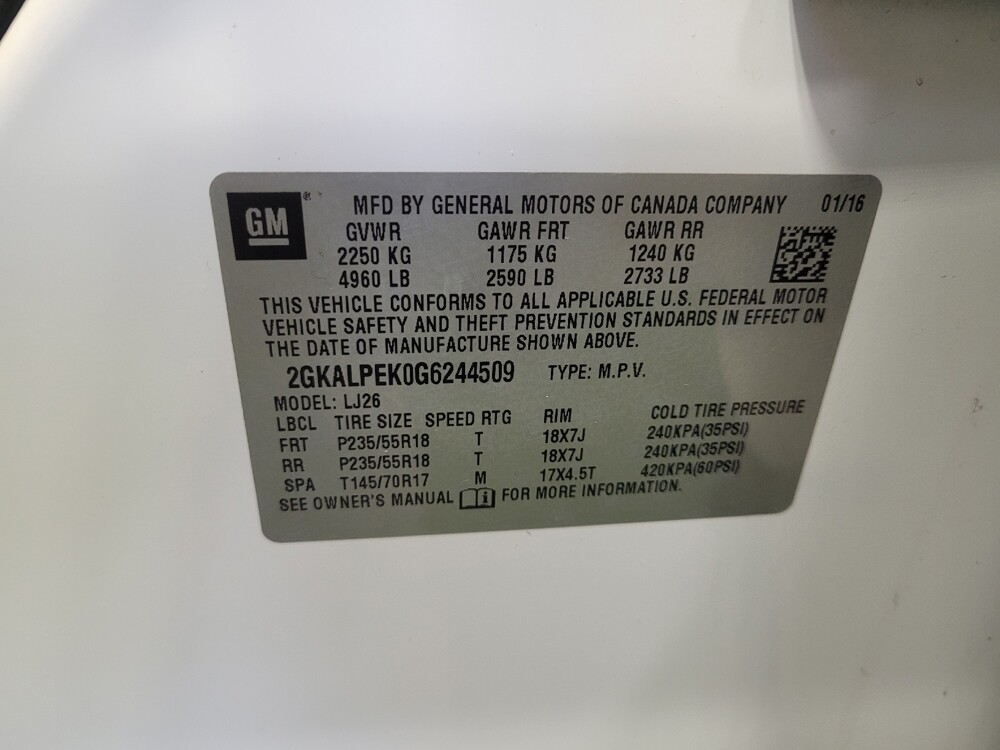 GM ® MFD BY GENERAL MOTORS OF CANADA COMPANY 01/16
GVWR GAWR FRT GAWR RR
2250 KG 1175 KG 1240 KG
4960 LB 2590 LB 2733 LB
THIS VEHICLE CONFORMS TO ALL APPLICABLE U.S. FEDERAL MOTOR
VEHICLE SAFETY AND THEFT PREVENTION STANDARDS IN EFFECT ON
THE DATE OF MANUFACTURE SHOWN ABOVE.
2GKALPEK0G6244509 TYPE: M.P.V.
MODEL: LJ26
LBCL TIRE SIZE SPEED RTG RIM COLD TIRE PRESSURE
FRT P235/55R18 T 18X7J 240KPA(35PSI)
RR P235/55R18 T 18X7J 240KPA(35PSI)
SPA T145/70R17 M 17X4.5T 420KPA(60PSI)
SEE OWNER'S MANUAL i FOR MORE INFORMATION.